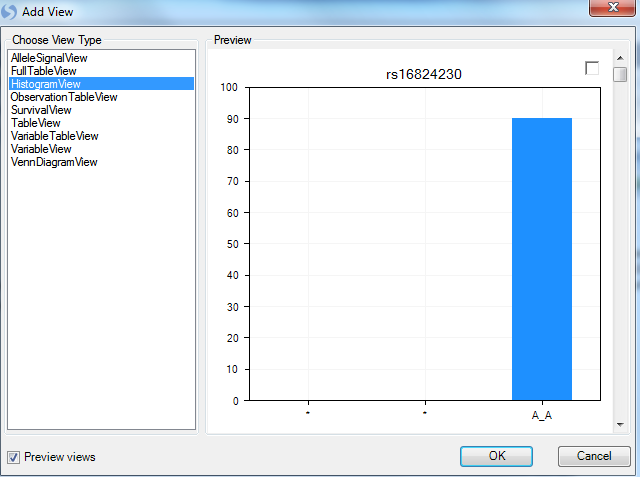 Add View
Choose View Type
AlleleSignalView
FullTableView
HistogramView
ObservationTableView
SurvivalView
TableView
VariableTableView
VariableView
VennDiagramView
Preview
rs16824230
100
90
80
70
60
50
40
30
20
10
0
* * A_A
Preview views
OK Cancel